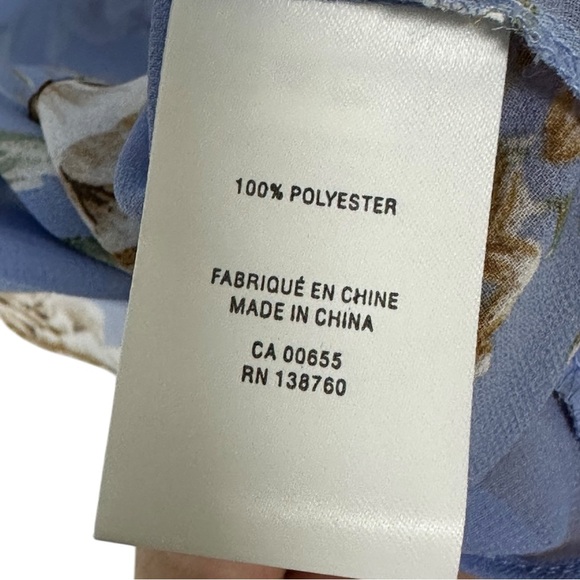 100% POLYESTER
FABRIQUÉ EN CHINE
MADE IN CHINA
CA 00655
RN 138760